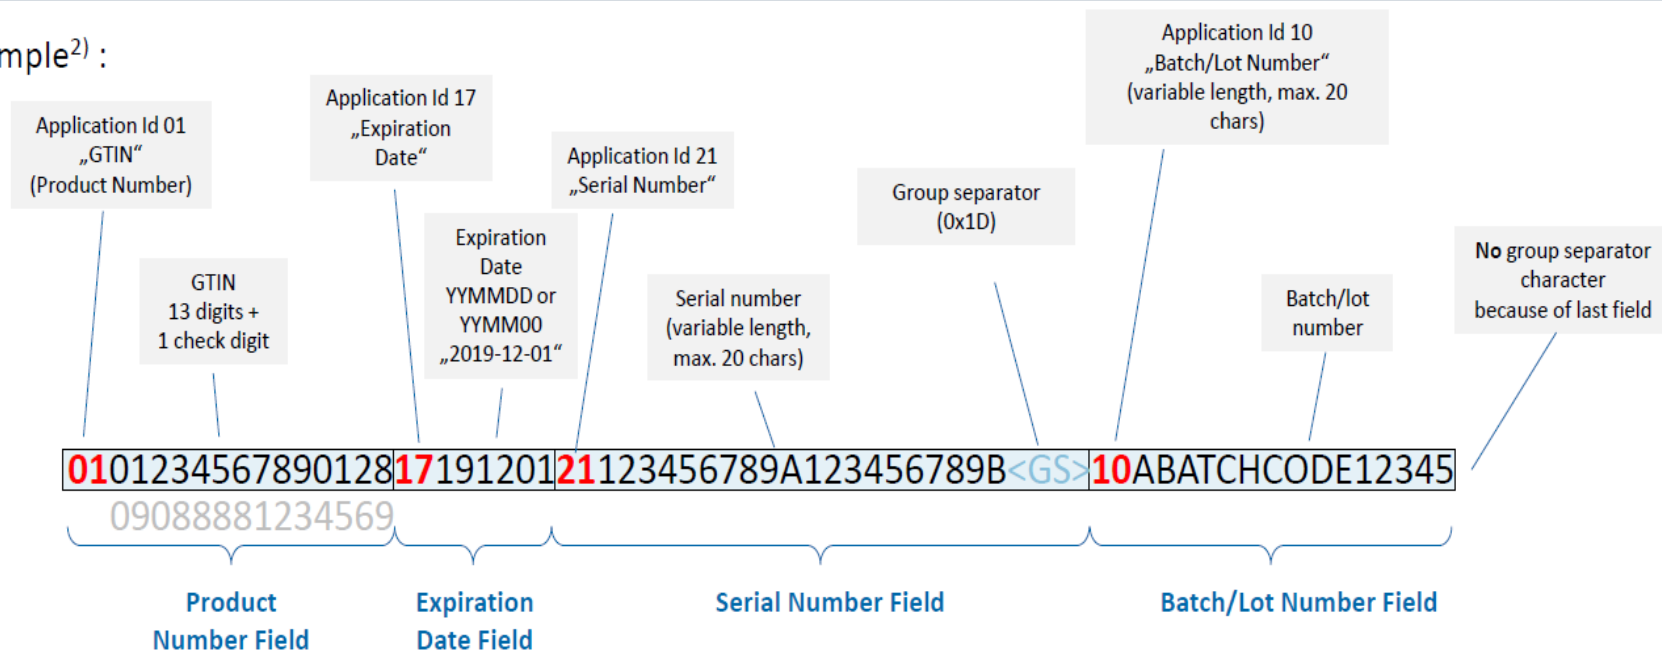 mple2) :
Application Id 01
„GTIN“
(Product Number)
GTIN
13 digits +
1 check digit
Application Id 17
„Expiration
Date“
Expiration
Date
YYMMDD or
YYMM00
„2019-12-01“
Application Id 21
„Serial Number“
Serial number
(variable length,
max. 20 chars)
Group separator
(0x1D)
Application Id 10
„Batch/Lot Number“
(variable length, max. 20
chars)
Batch/lot
number
No group separator
character
because of last field
01012345678901281719120121123456789A123456789B<GS>10ABATCHCODE12345
09088881234569
Product
Number Field
Expiration
Date Field
Serial Number Field
Batch/Lot Number Field